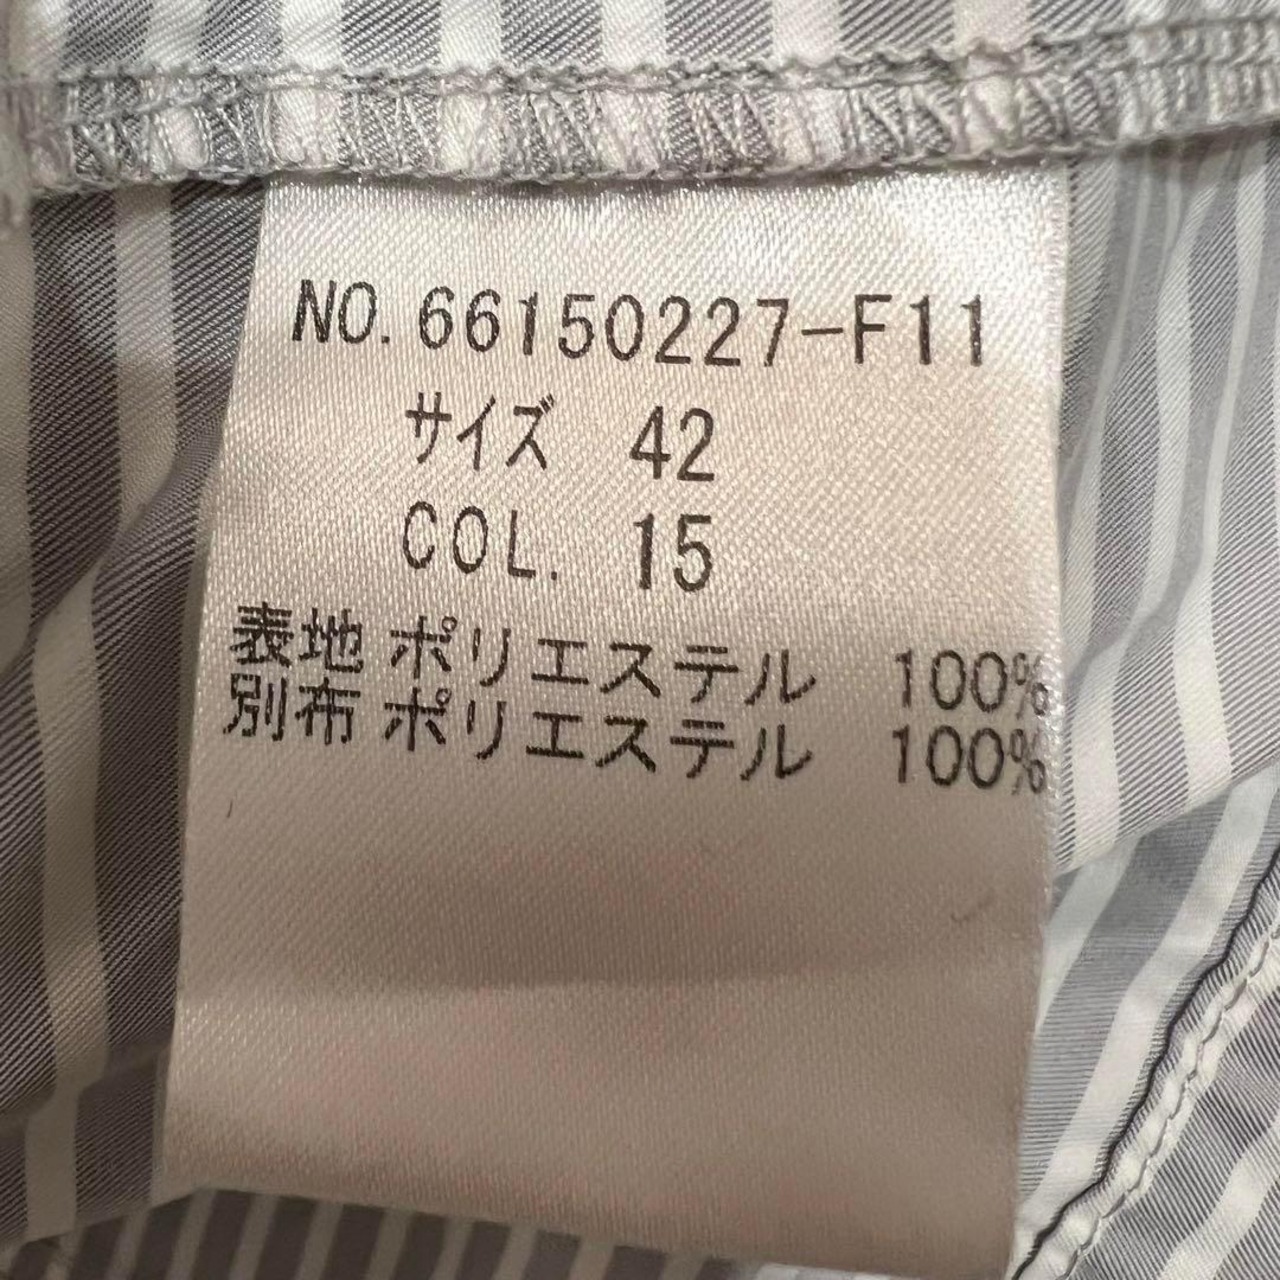 NO. 66150227-F11
サイズ 42
COL. 15
表地 ポリエステル 100%
別布 ポリエステル 100%